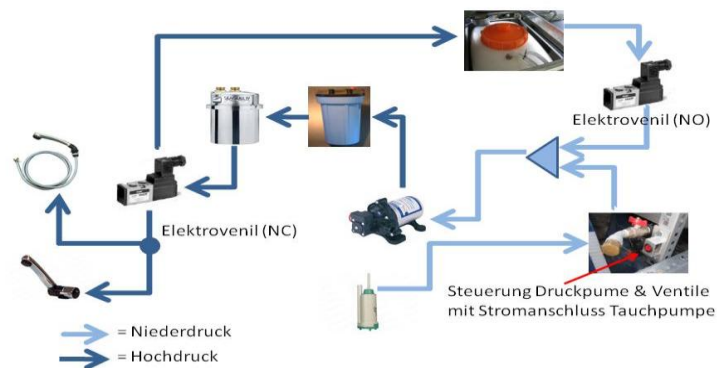 Elektrovenil (NO)
Elektrovenil (NC)
Steuerung Druckpume & Ventile
mit Stromanschluss Tauchpumpe
= Niederdruck
= Hochdruck